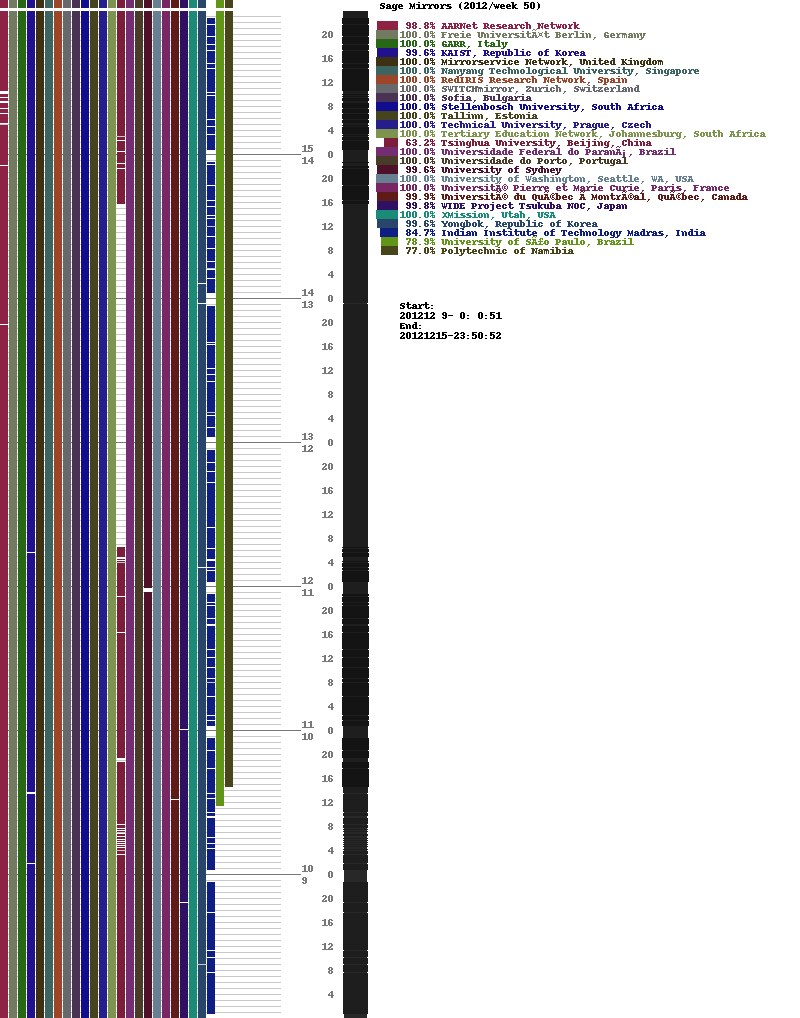 Sage Mirrors (2012/week 50)
98.8% AARNet Research Network
100.0% Freie UniversitÃ¤t Berlin, Germany
100.0% GARR, Italy
99.6% KAIST, Republic of Korea
100.0% Mirrorservice Network, United Kingdom
100.0% Nanyang Technological University, Singapore
100.0% RedIRIS Research Network, Spain
100.0% SWITCHmirror, Zurich, Switzerland
100.0% Sofia, Bulgaria
100.0% Stellenbosch University, South Africa
100.0% Tallinn, Estonia
100.0% Technical University, Prague, Czech
100.0% Tertiary Education Network, Johannesburg, South Africa
63.2% Tsinghua University, Beijing, China
100.0% Universidade Federal do ParanÃ¡, Brazil
100.0% Universidade do Porto, Portugal
99.6% University of Sydney
100.0% University of Washington, Seattle, WA, USA
100.0% UniversitÃ© Pierre et Marie Curie, Paris, France
99.9% UniversitÃ© du QuÃ©bec A MontrÃ©al, QuÃ©bec, Canada
99.8% WIDE Project Tsukuba NOC, Japan
100.0% XMission, Utah, USA
99.6% Yongbok, Republic of Korea
84.7% Indian Institute of Technology Madras, India
78.9% University of SÃ£o Paulo, Brazil
77.0% Polytechnic of Namibia
Start:
201212 9- 0: 0:51
End:
20121215-23:50:52
20
16
12
8
4
15
0
14
20
16
12
8
4
14
0
13
20
16
12
8
4
13
0
12
20
16
12
8
4
12
0
11
20
16
12
8
4
11
0
10
20
16
12
8
4
10
0
9
20
16
12
8
4